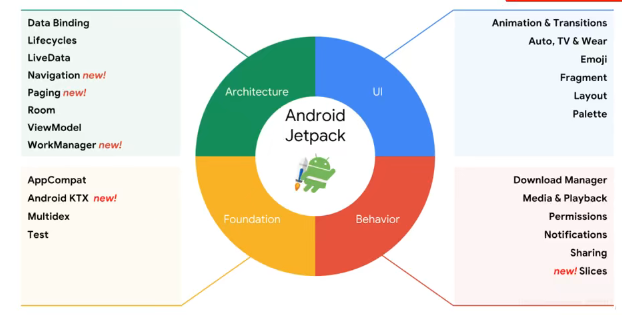 Data Binding
Lifecycles
LiveData
Navigation new!
Paging new!
Room
ViewModel
WorkManager new!
AppCompat
Android KTX new!
Multidex
Test
Architecture
UI
Android
Jetpack
Foundation
Behavior
Animation & Transitions
Auto, TV & Wear
Emoji
Fragment
Layout
Palette
Download Manager
Media & Playback
Permissions
Notifications
Sharing
new! Slices